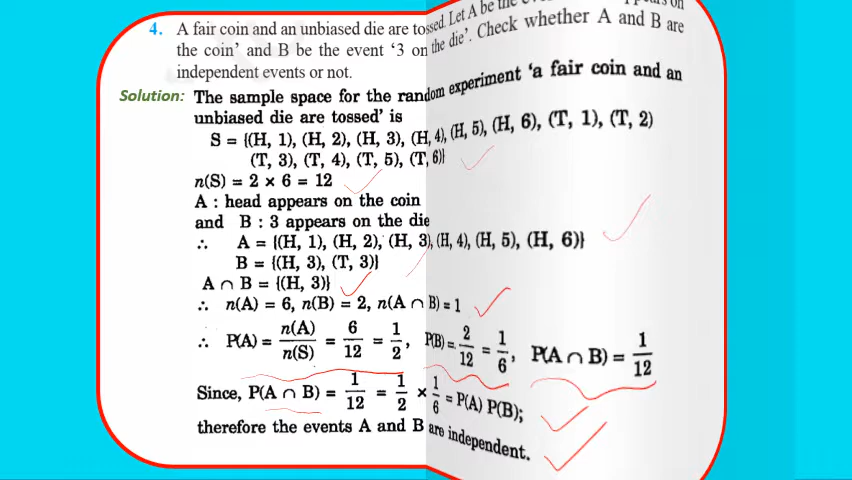 4. A fair coin and an unbiased die are tossed. Let A be the
the coin' and B be the event '3 on the die'. Check whether A and B are
independent events or not.
Solution: The sample space for the random experiment 'a fair coin and an
unbiased die are tossed' is
S = {(H, 1), (H, 2), (H, 3), (H, 4), (H, 5), (H, 6), (T, 1), (T, 2)
(T, 3), (T, 4), (T, 5), (T, 6)}
n(S) = 2 × 6 = 12
A : head appears on the coin
and B : 3 appears on the die
∴ A = {(H, 1), (H, 2), (H, 3), (H, 4), (H, 5), (H, 6)}
B = {(H, 3), (T, 3)}
A ∩ B = {(H, 3)}
∴ n(A) = 6, n(B) = 2, n(A ∩ B) = 1
∴ P(A) = n(A)/n(S) = 6/12 = 1/2, P(B) = 2/12 = 1/6, P(A ∩ B) = 1/12
Since, P(A ∩ B) = 1/12 = 1/2 × 1/6 = P(A) P(B);
therefore the events A and B are independent.